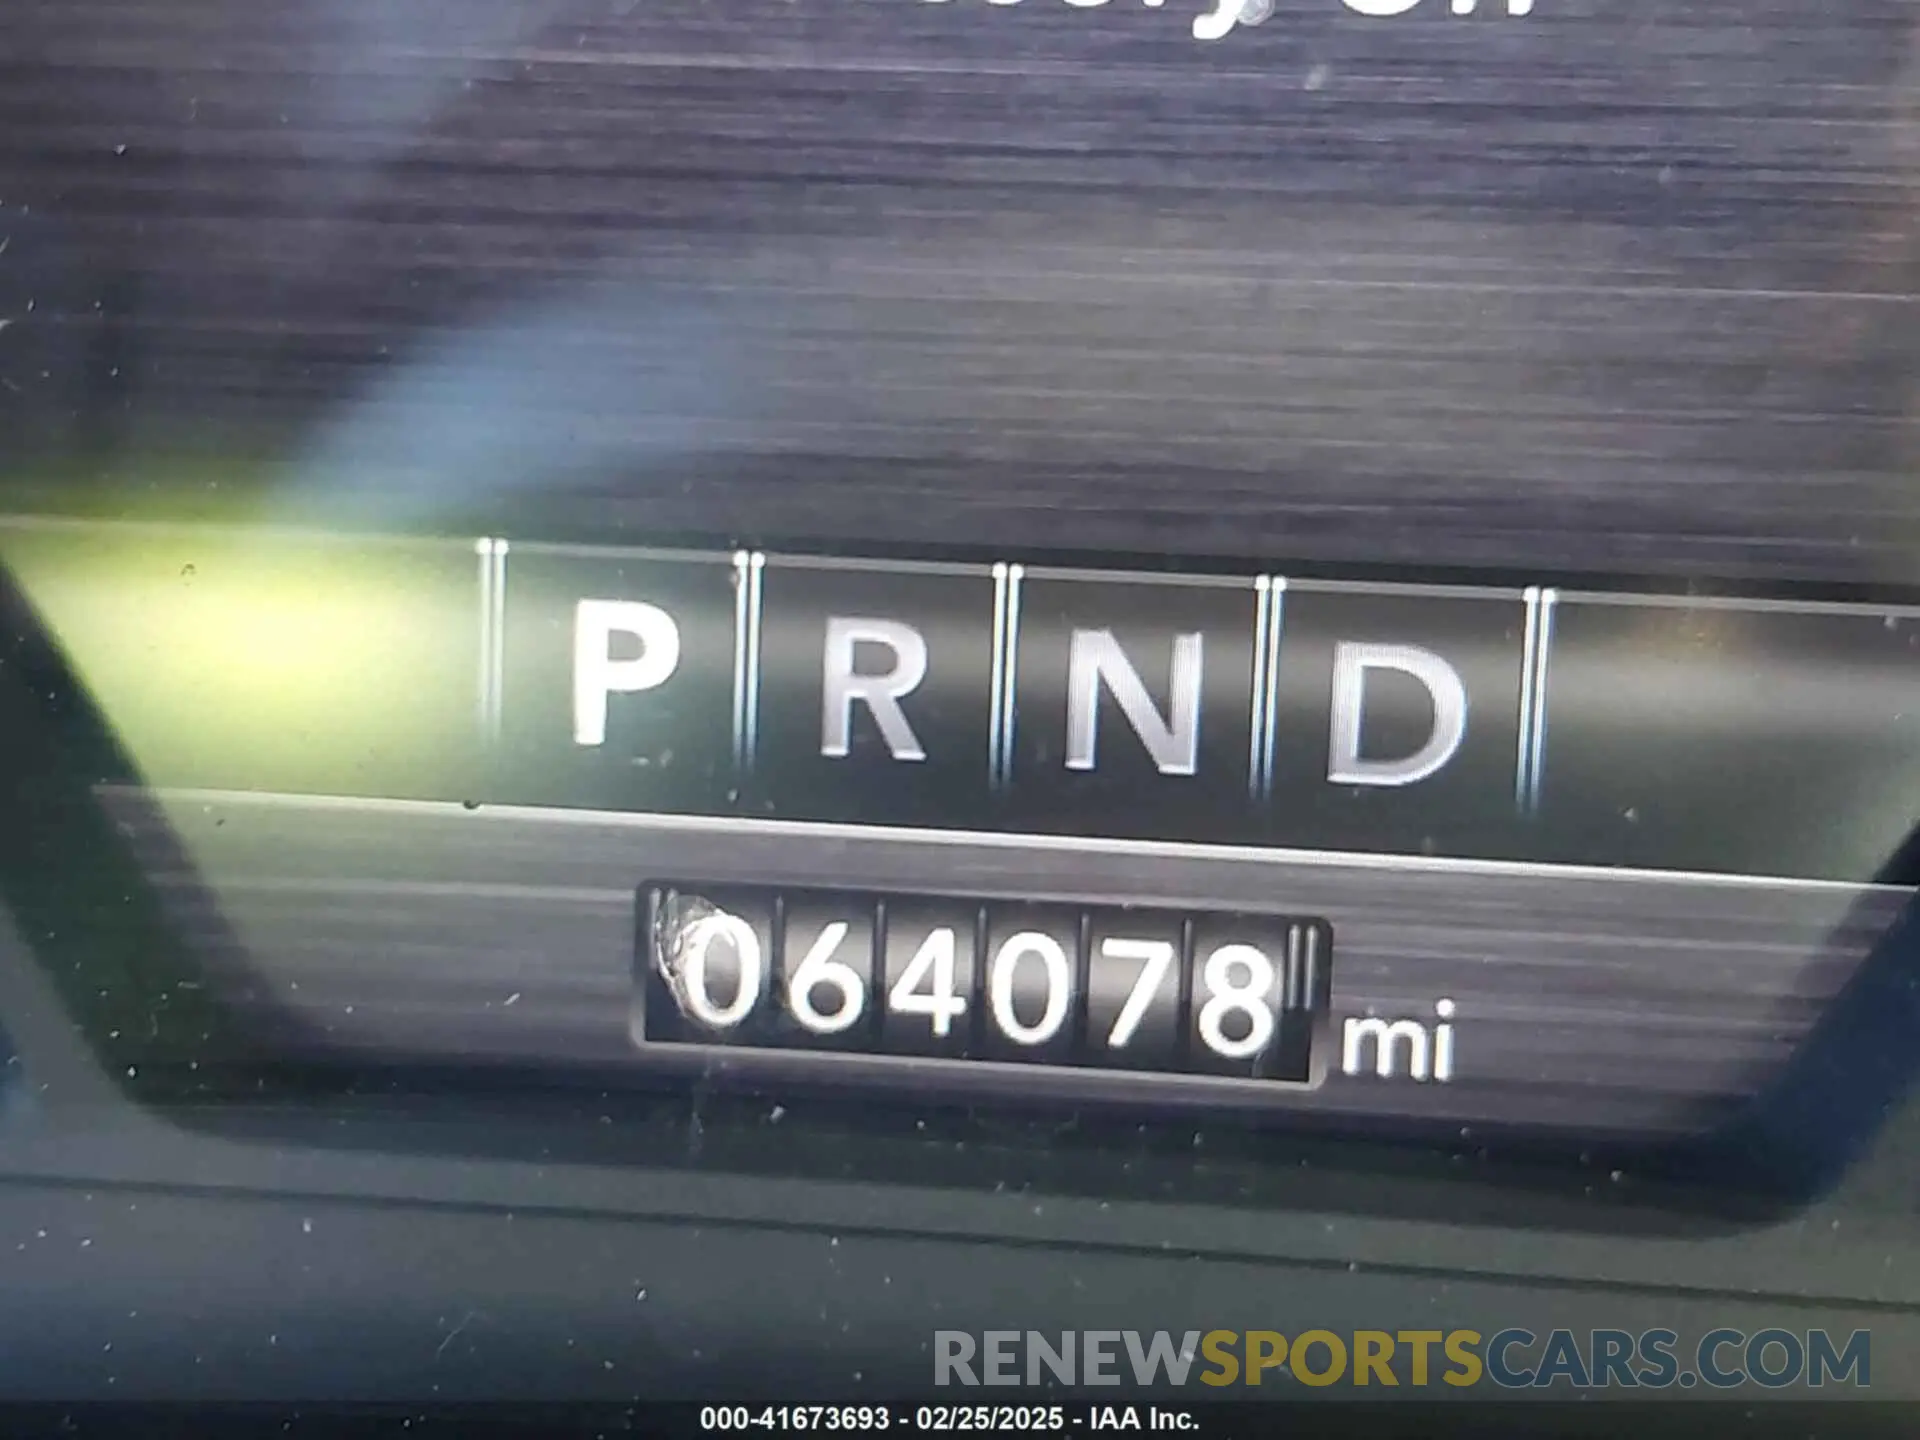 P R N D
064078 mi
RENEWSPORTSCARS.COM
000-41673693 - 02/25/2025 - IAA Inc.